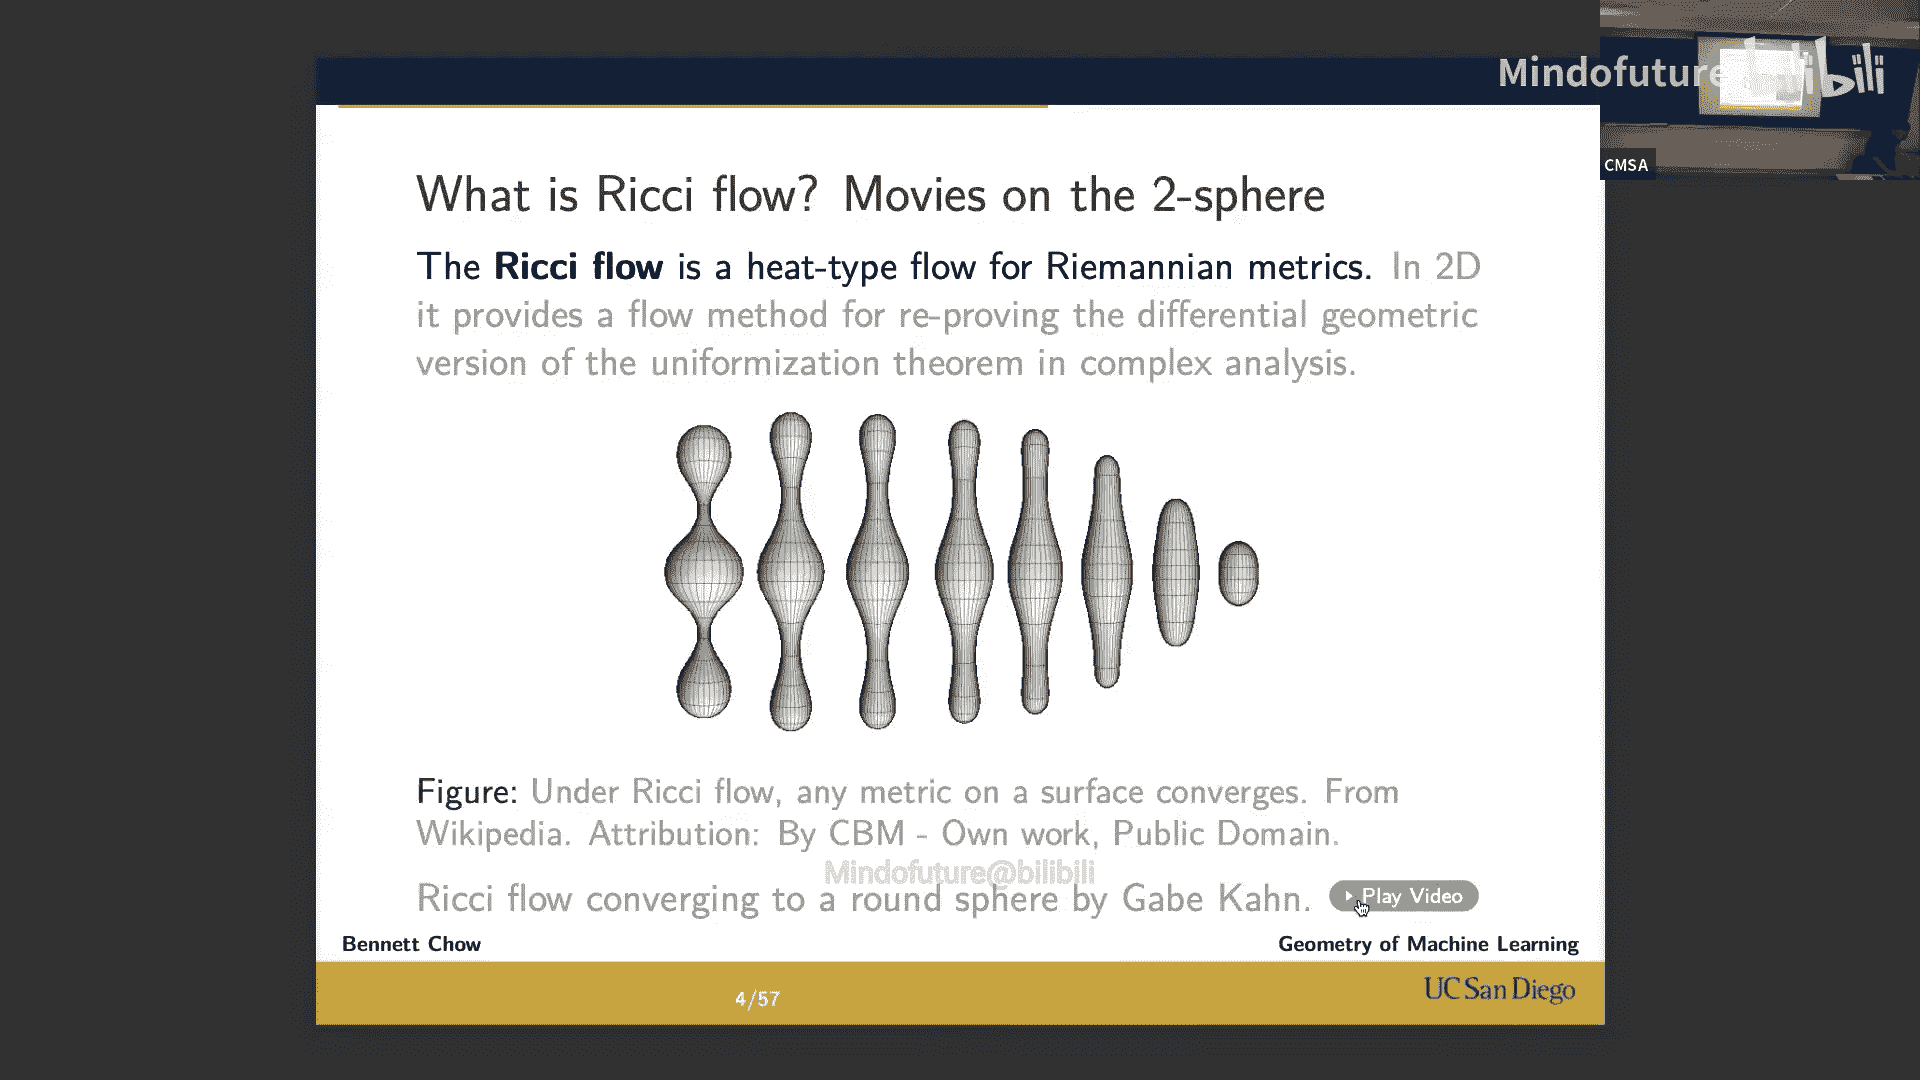 Mindofuture bilibili
CMSA
What is Ricci flow? Movies on the 2-sphere
The Ricci flow is a heat-type flow for Riemannian metrics. In 2D
it provides a flow method for re-proving the differential geometric
version of the uniformization theorem in complex analysis.
Figure: Under Ricci flow, any metric on a surface converges. From
Wikipedia. Attribution: By CBM - Own work, Public Domain.
Mindofuture@bilibili
Ricci flow converging to a round sphere by Gabe Kahn. Play Video
Bennett Chow
Geometry of Machine Learning
4/57
UC San Diego